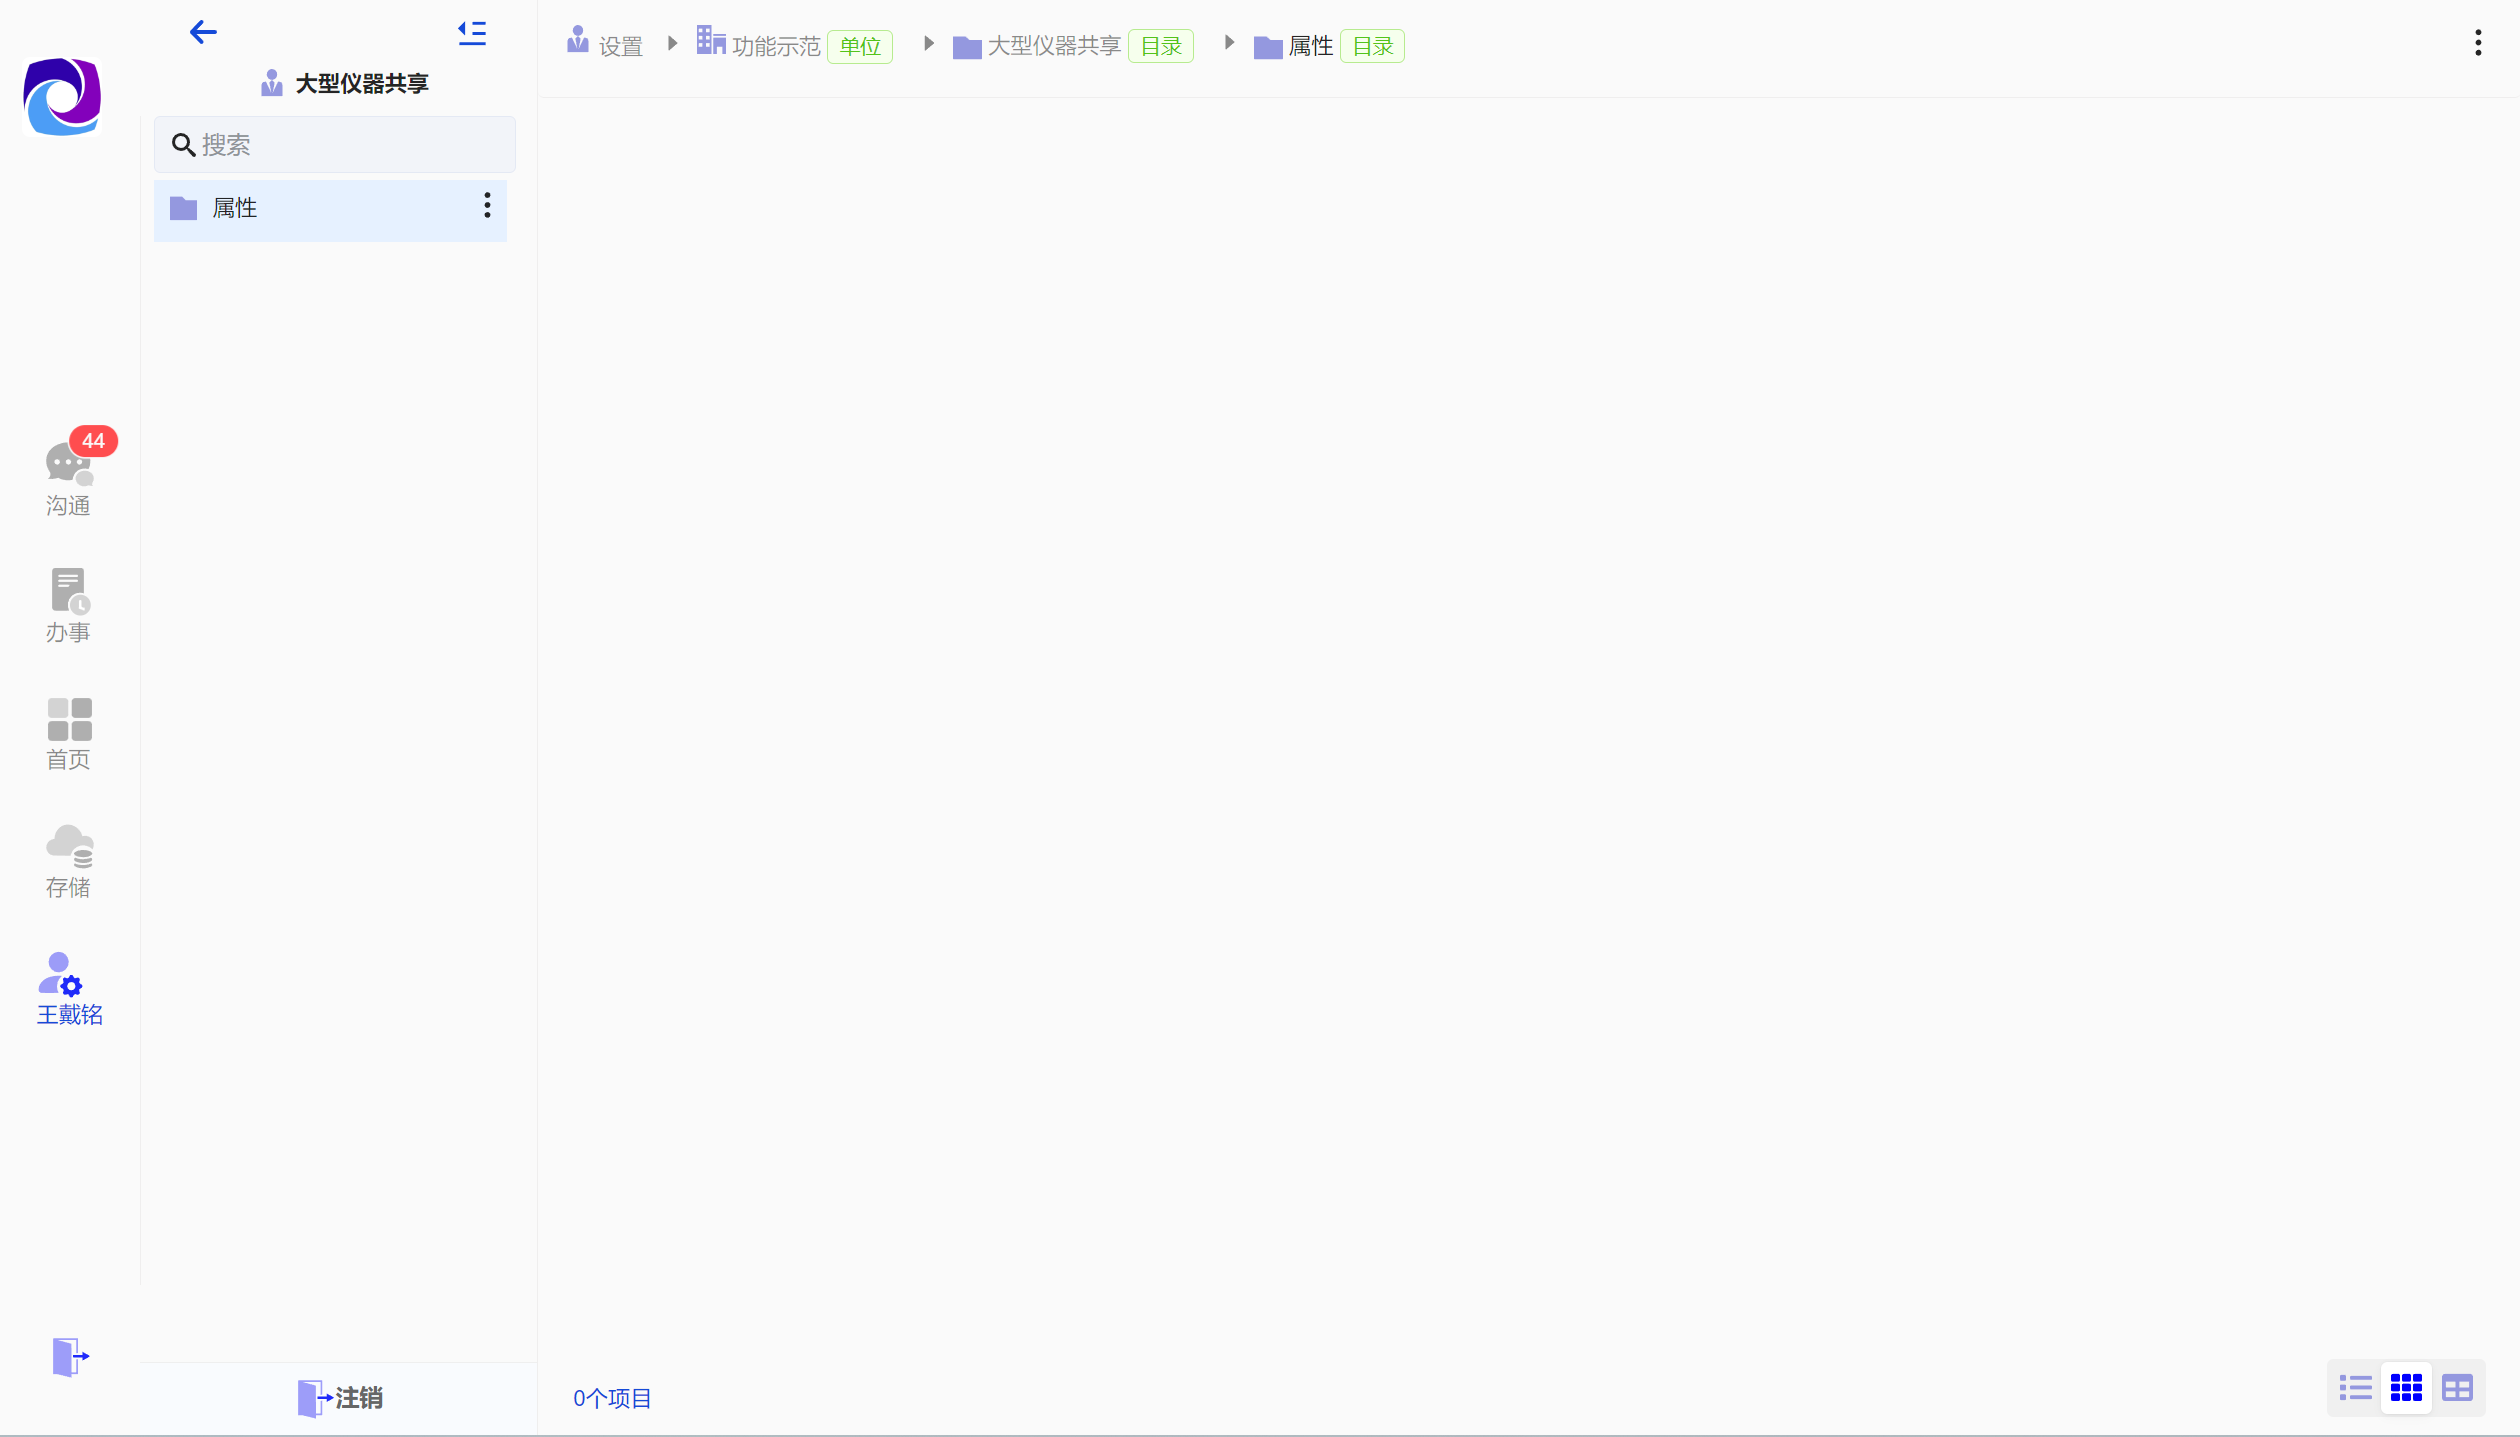 大型仪器共享
搜索
属性
44
沟通
办事
首页
存储
王戴铭
注销
设置 功能示范 单位 大型仪器共享 目录 属性 目录
0个项目